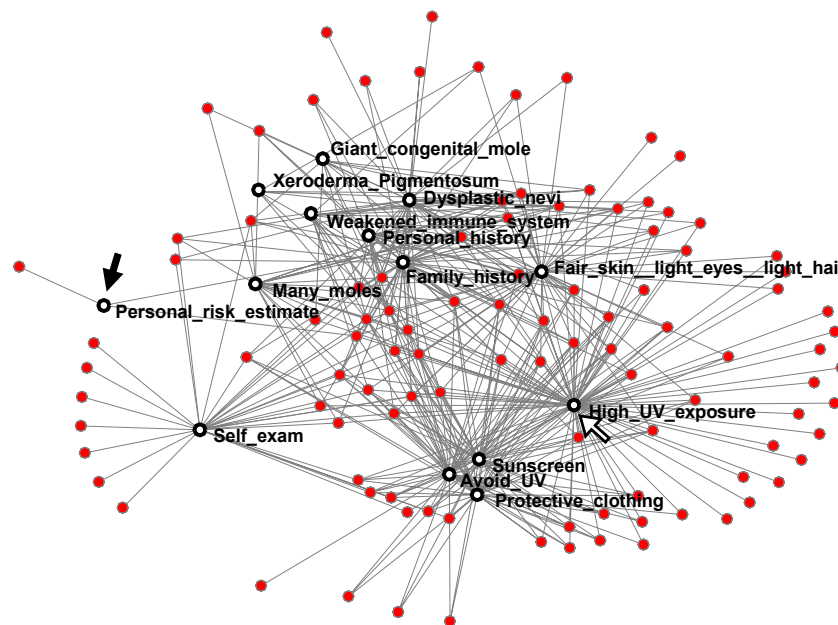 Giant_congenital_mole
Xeroderma_Pigmentosum
Dysplastic_nevi
Weakened_immune_system
Personal_history
Family_history
Fair_skin__light_eyes__light_hai
Many_moles
Personal_risk_estimate
High_UV_exposure
Self_exam
Sunscreen
Avoid_UV
Protective_clothing